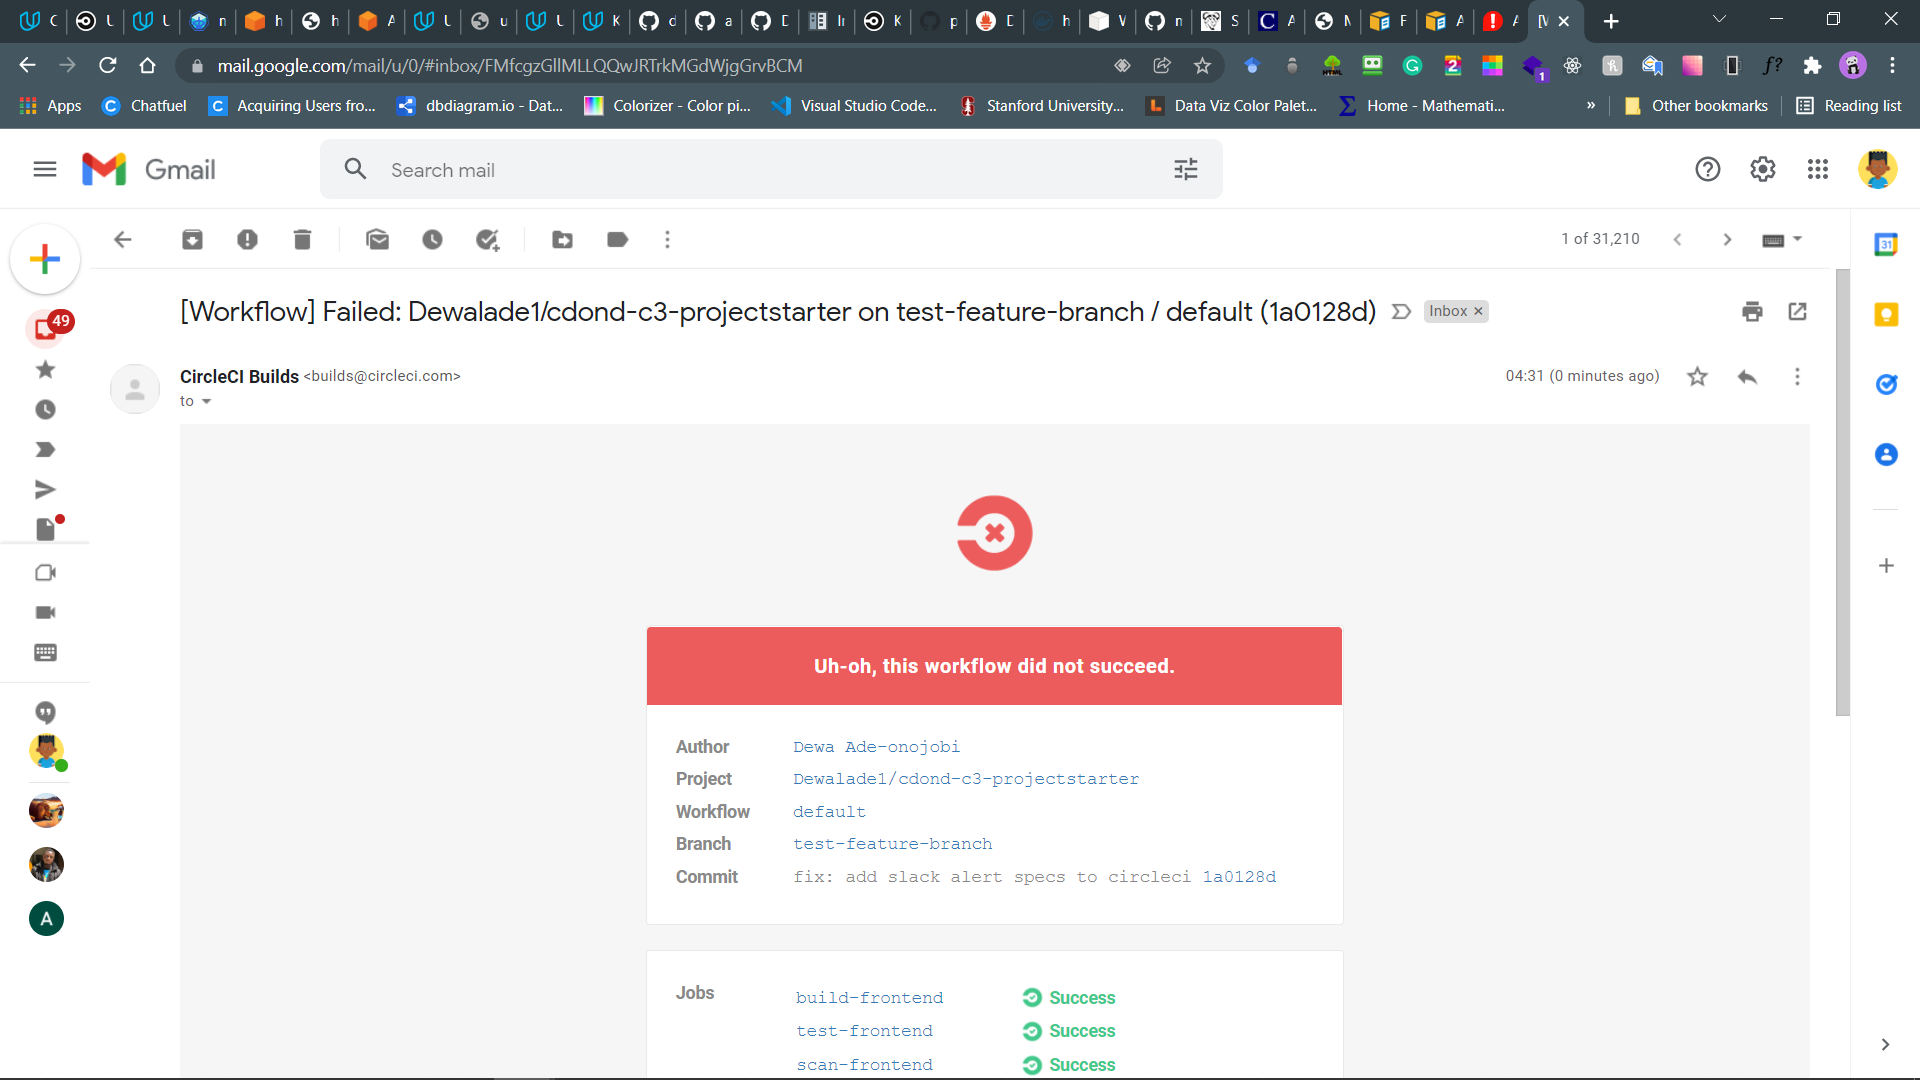 mail.google.com/mail/u/0/#inbox/FMfcgzGllMLLQQwJRTrkMGdWjgGrvBCM
Apps
Chatfuel
Acquiring Users fro...
dbdiagram.io - Dat...
Colorizer - Color pi...
Visual Studio Code...
Stanford University...
Data Viz Color Palet...
Home - Mathemati...
»
Other bookmarks
Reading list
Gmail
Search mail
1 of 31,210
49
[Workflow] Failed: Dewalade1/cdond-c3-projectstarter on test-feature-branch / default (1a0128d)
Inbox ×
CircleCI Builds <builds@circleci.com>
04:31 (0 minutes ago)
to
Uh-oh, this workflow did not succeed.
Author Dewa Ade-onojobi
Project Dewalade1/cdond-c3-projectstarter
Workflow default
Branch test-feature-branch
Commit fix: add slack alert specs to circleci 1a0128d
Jobs
build-frontend Success
test-frontend Success
scan-frontend Success
A
31